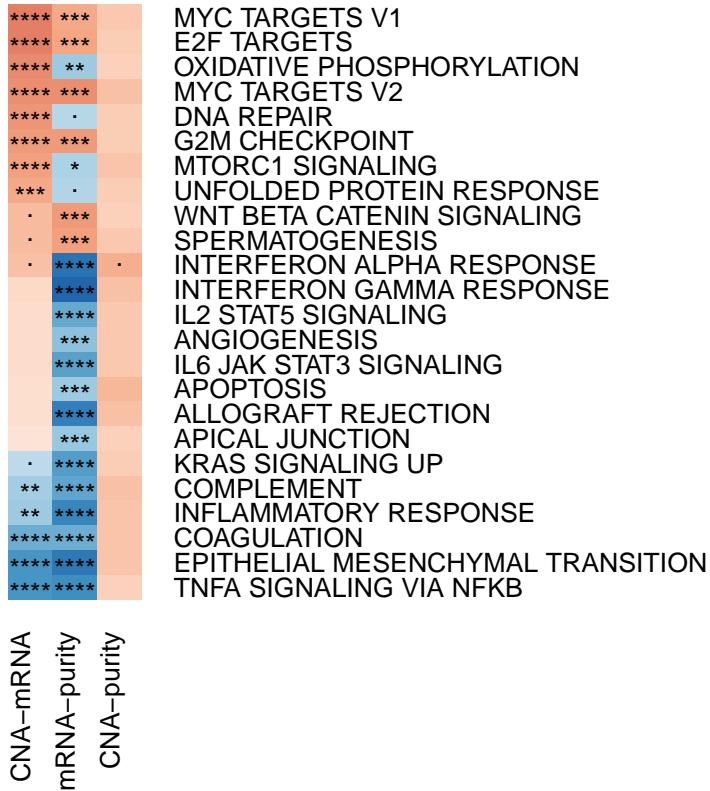 **** *** MYC TARGETS V1
**** *** E2F TARGETS
**** ** OXIDATIVE PHOSPHORYLATION
**** *** MYC TARGETS V2
**** · DNA REPAIR
**** *** G2M CHECKPOINT
**** * MTORC1 SIGNALING
*** · UNFOLDED PROTEIN RESPONSE
· *** WNT BETA CATENIN SIGNALING
· *** SPERMATOGENESIS
· **** · INTERFERON ALPHA RESPONSE
**** INTERFERON GAMMA RESPONSE
**** IL2 STAT5 SIGNALING
*** ANGIOGENESIS
**** IL6 JAK STAT3 SIGNALING
*** APOPTOSIS
**** ALLOGRAFT REJECTION
*** APICAL JUNCTION
· **** KRAS SIGNALING UP
** **** COMPLEMENT
** **** INFLAMMATORY RESPONSE
**** **** COAGULATION
**** **** EPITHELIAL MESENCHYMAL TRANSITION
**** **** TNFA SIGNALING VIA NFKB
CNA−mRNA
mRNA−purity
CNA−purity